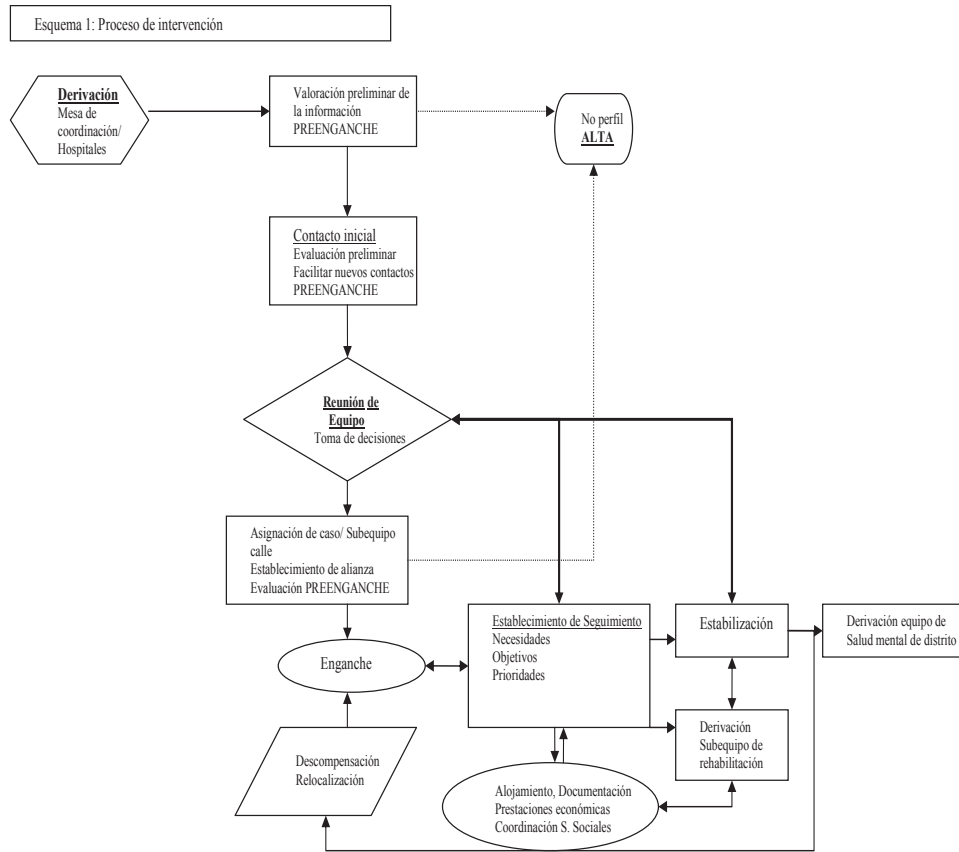 Esquema 1: Proceso de intervención
Derivación
Mesa de
coordinación/
Hospitales
Valoración preliminar de
la información
PREENGANCHE
No perfil
ALTA
Contacto inicial
Evaluación preliminar
Facilitar nuevos contactos
PREENGANCHE
Reunión de
Equipo
Toma de decisiones
Asignación de caso/ Subequipo
calle
Establecimiento de alianza
Evaluación PREENGANCHE
Enganche
Establecimiento de Seguimiento
Necesidades
Objetivos
Prioridades
Estabilización
Derivación equipo de
Salud mental de distrito
Descompensación
Relocalización
Alojamiento, Documentación
Prestaciones económicas
Coordinación S. Sociales
Derivación
Subequipo de
rehabilitación